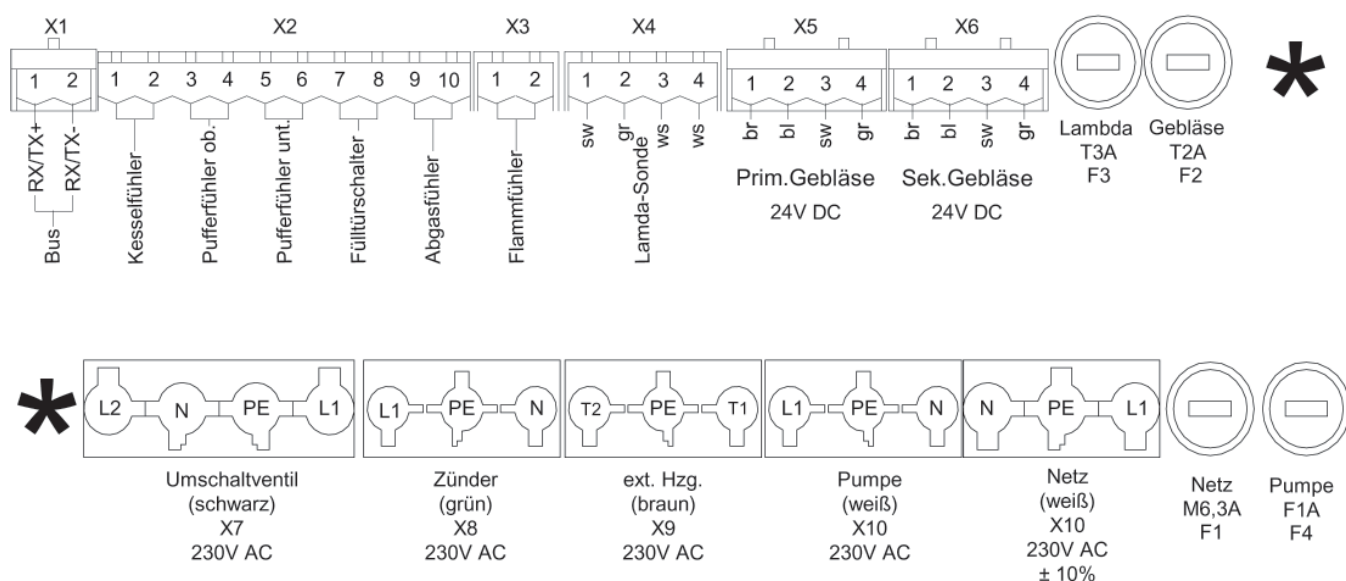 X1 X2 X3 X4 X5 X6
1 2 1 2 3 4 5 6 7 8 9 10 1 2 1 2 3 4 1 2 3 4 1 2 3 4
RX/TX+
RX/TX-
Bus
Kesselfühler
Pufferfühler ob.
Pufferfühler unt.
Fülltürschalter
Abgasfühler
Flammfühler
sw gr ws ws
Lamda-Sonde
br bl sw gr
Prim.Gebläse
24V DC
br bl sw gr
Sek.Gebläse
24V DC
Lambda
T3A
F3
Gebläse
T2A
F2
*
*
L2 N PE L1
Umschaltventil
(schwarz)
X7
230V AC
L1 PE N
Zünder
(grün)
X8
230V AC
T2 PE T1
ext. Hzg.
(braun)
X9
230V AC
L1 PE N
Pumpe
(weiß)
X10
230V AC
N PE L1
Netz
(weiß)
X10
230V AC
± 10%
Netz
M6,3A
F1
Pumpe
F1A
F4